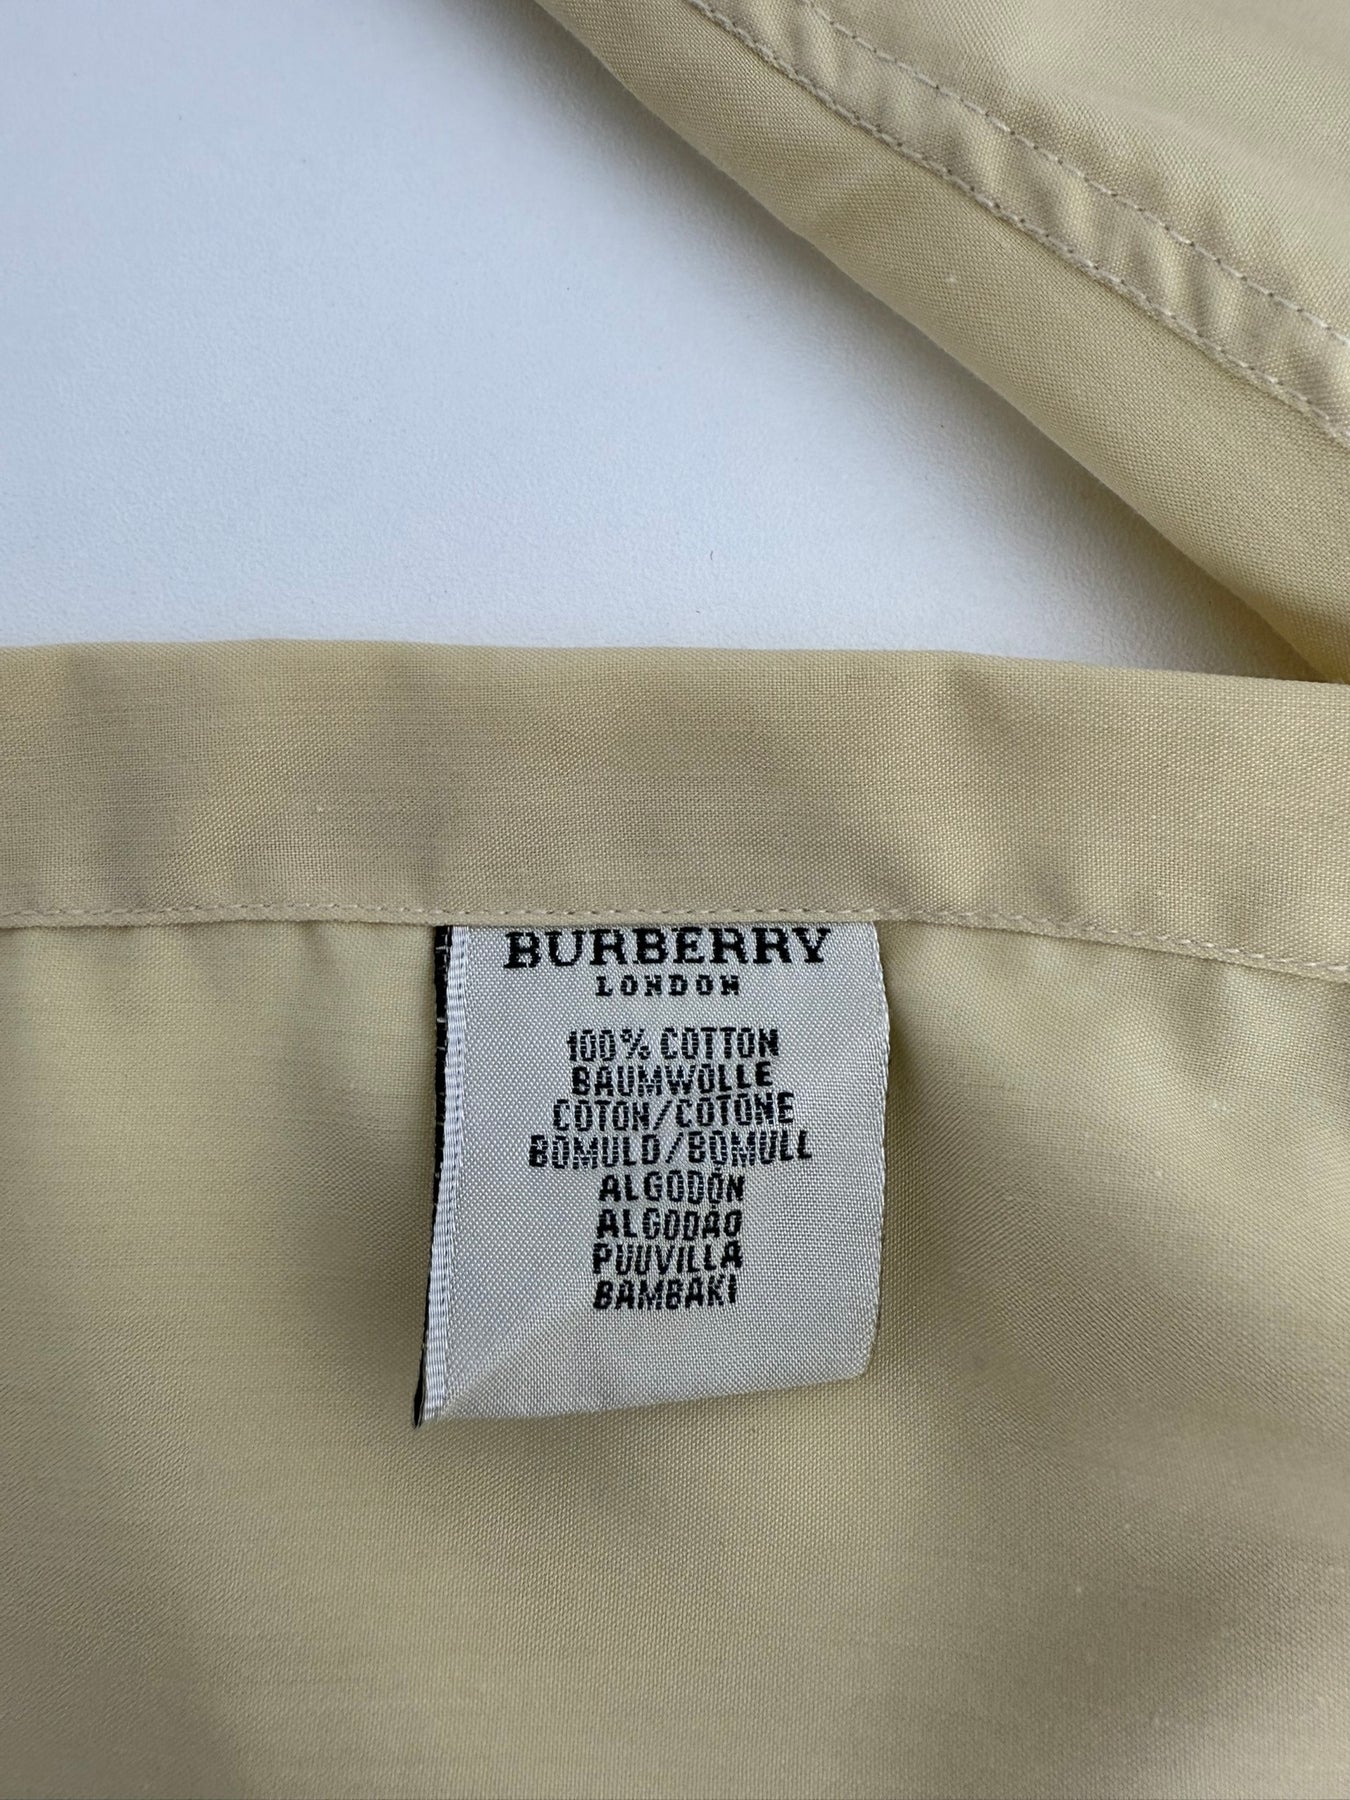 BURBERRY
LONDON
100% COTTON
BAUMWOLLE
COTON/COTONE
BOMULD/BOMULL
ALGODÓN
ALGODAO
PUUVILLA
BAMBAKI